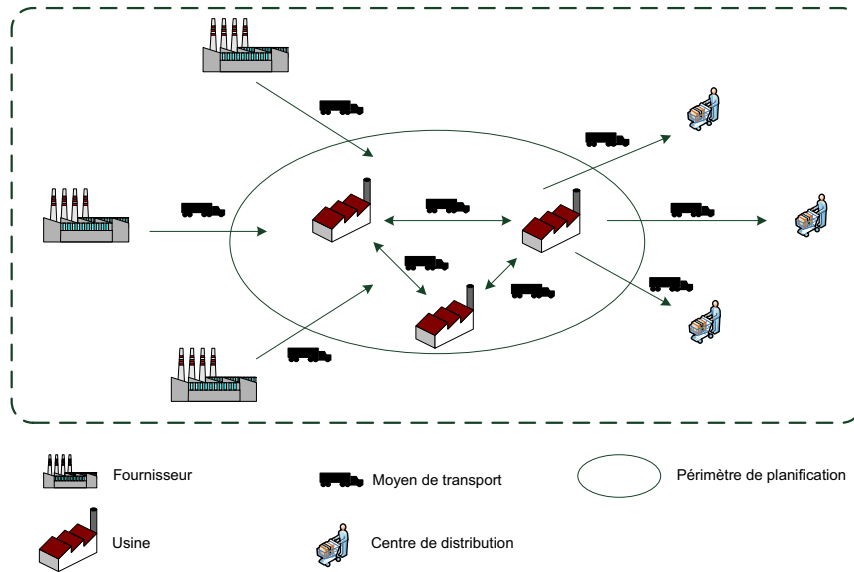 Fournisseur
Moyen de transport
Périmètre de planification
Usine
Centre de distribution